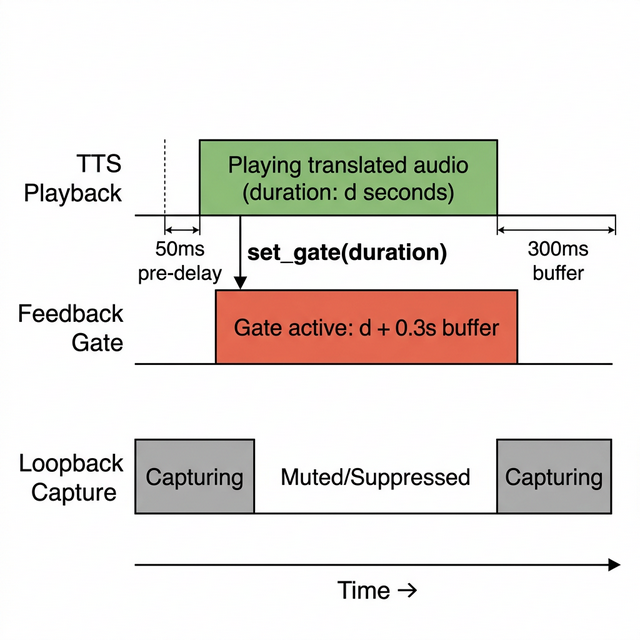 TTS
Playback
Playing translated audio
(duration: d seconds)
50ms
pre-delay
set_gate(duration)
300ms
buffer
Feedback
Gate
Gate active: d + 0.3s buffer
Loopback
Capture
Capturing
Muted/Suppressed
Capturing
Time →